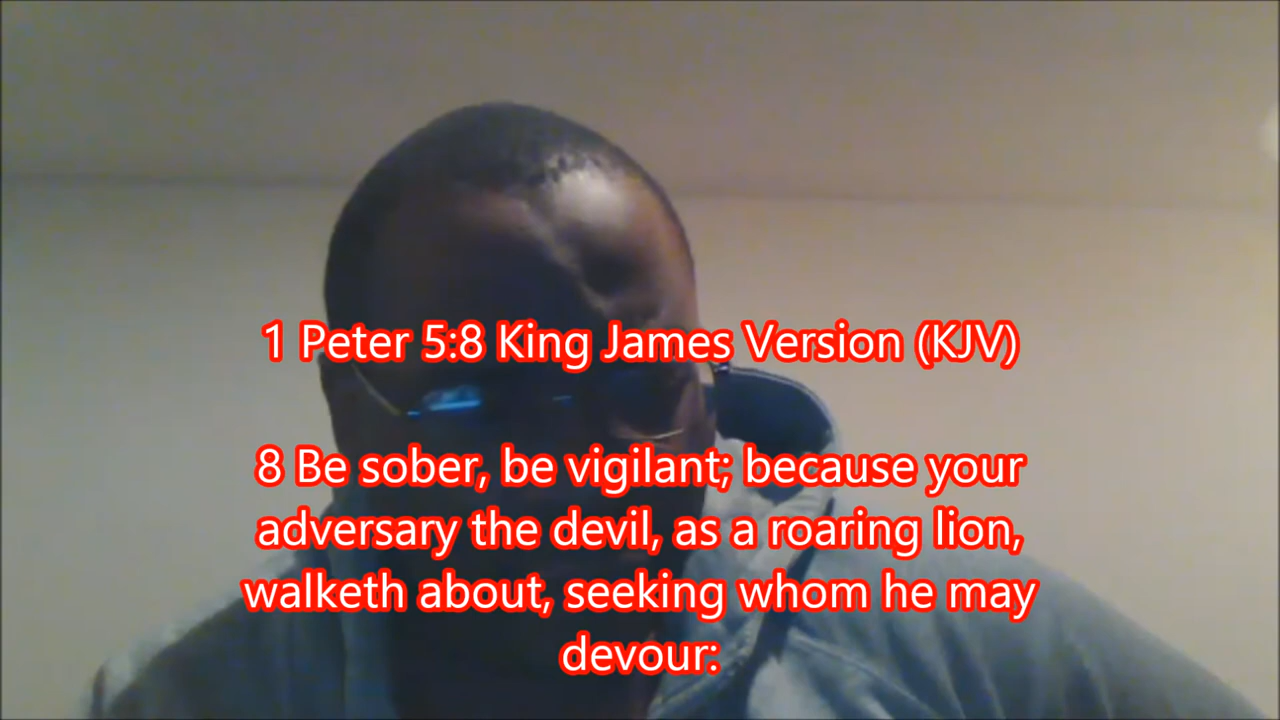 1 Peter 5:8 King James Version (KJV)
8 Be sober, be vigilant; because your
adversary the devil, as a roaring lion,
walketh about, seeking whom he may
devour: